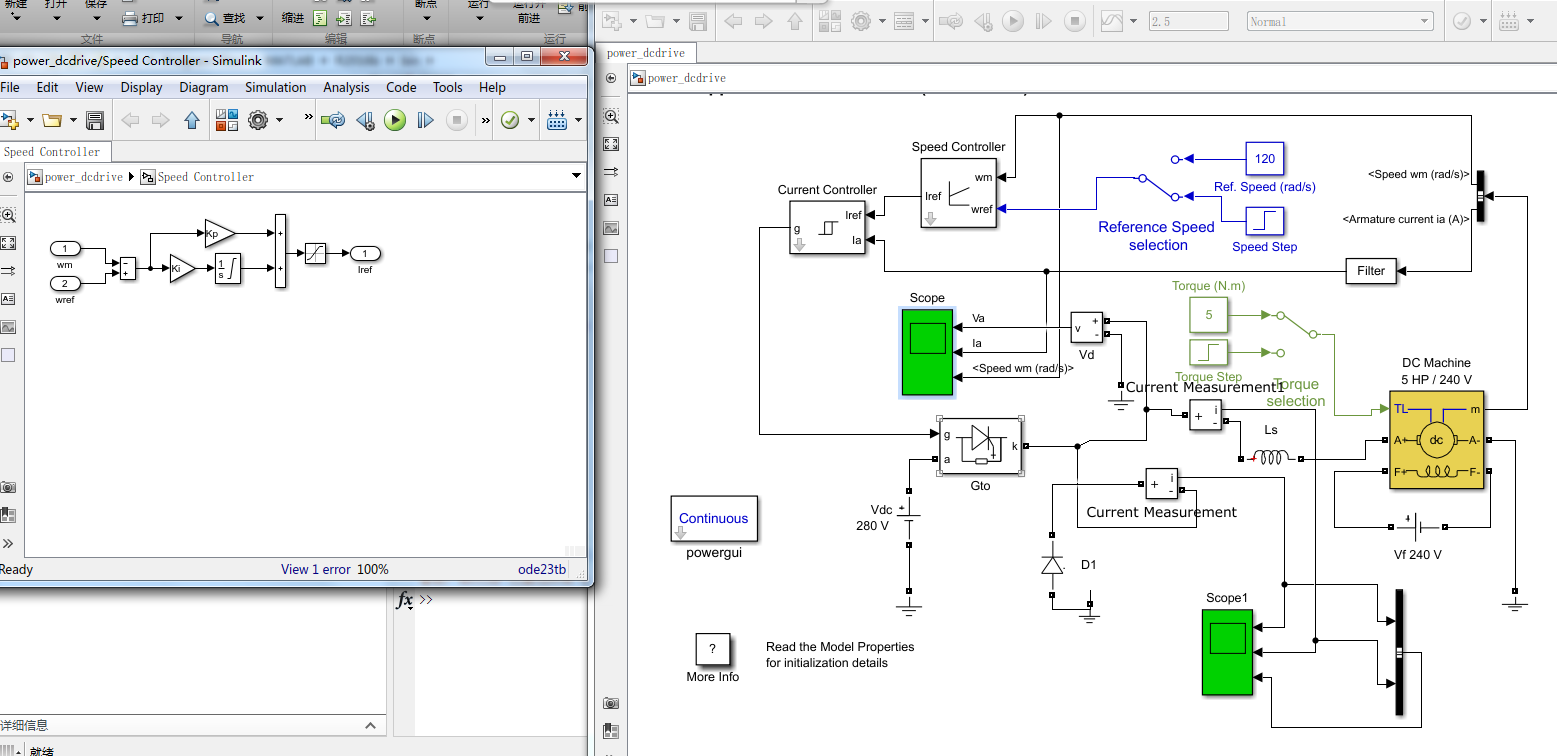 新建
打开
保存
打印
查找
缩进
断点
运行
运行并
前进
文件
导航
编辑
断点
运行
power_dcdrive/Speed Controller - Simulink
File Edit View Display Diagram Simulation Analysis Code Tools Help
»
»
Speed Controller
power_dcdrive Speed Controller
1
wm
2
wref
Kp
Ki
1
s
1
Iref
Ready
View 1 error 100%
ode23tb
fx >>
详细信息
就绪
2.5
Normal
power_dcdrive
power_dcdrive
Speed Controller
wm
Iref
wref
Current Controller
Iref
g
Ia
120
Ref. Speed (rad/s)
Reference Speed
selection
Speed Step
<Speed wm (rad/s)>
<Armature current ia (A)>
Filter
Scope
Va
Ia
<Speed wm (rad/s)>
v
+
-
Vd
Torque (N.m)
5
Torque Step
Torque
selection
Current Measurement1
+
i
-
Ls
DC Machine
5 HP / 240 V
TL
m
A+
dc
A-
F+
F-
g
a
k
Gto
+
i
-
Current Measurement
Vdc
280 V
+
Continuous
powergui
D1
+
Vf 240 V
Scope1
?
More Info
Read the Model Properties
for initialization details